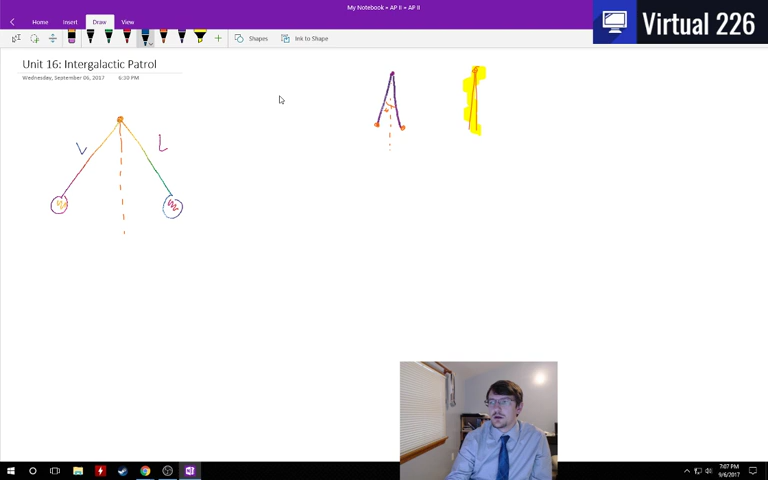 My Notebook » AP II » AP II
Virtual 226
Home Insert Draw View
Shapes Ink to Shape
Unit 16: Intergalactic Patrol
Wednesday, September 06, 2017 6:10 PM
L L
7:07 PM
9/6/2017